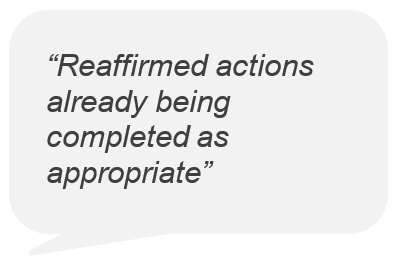 “Reaffirmed actions
already being
completed as
appropriate”